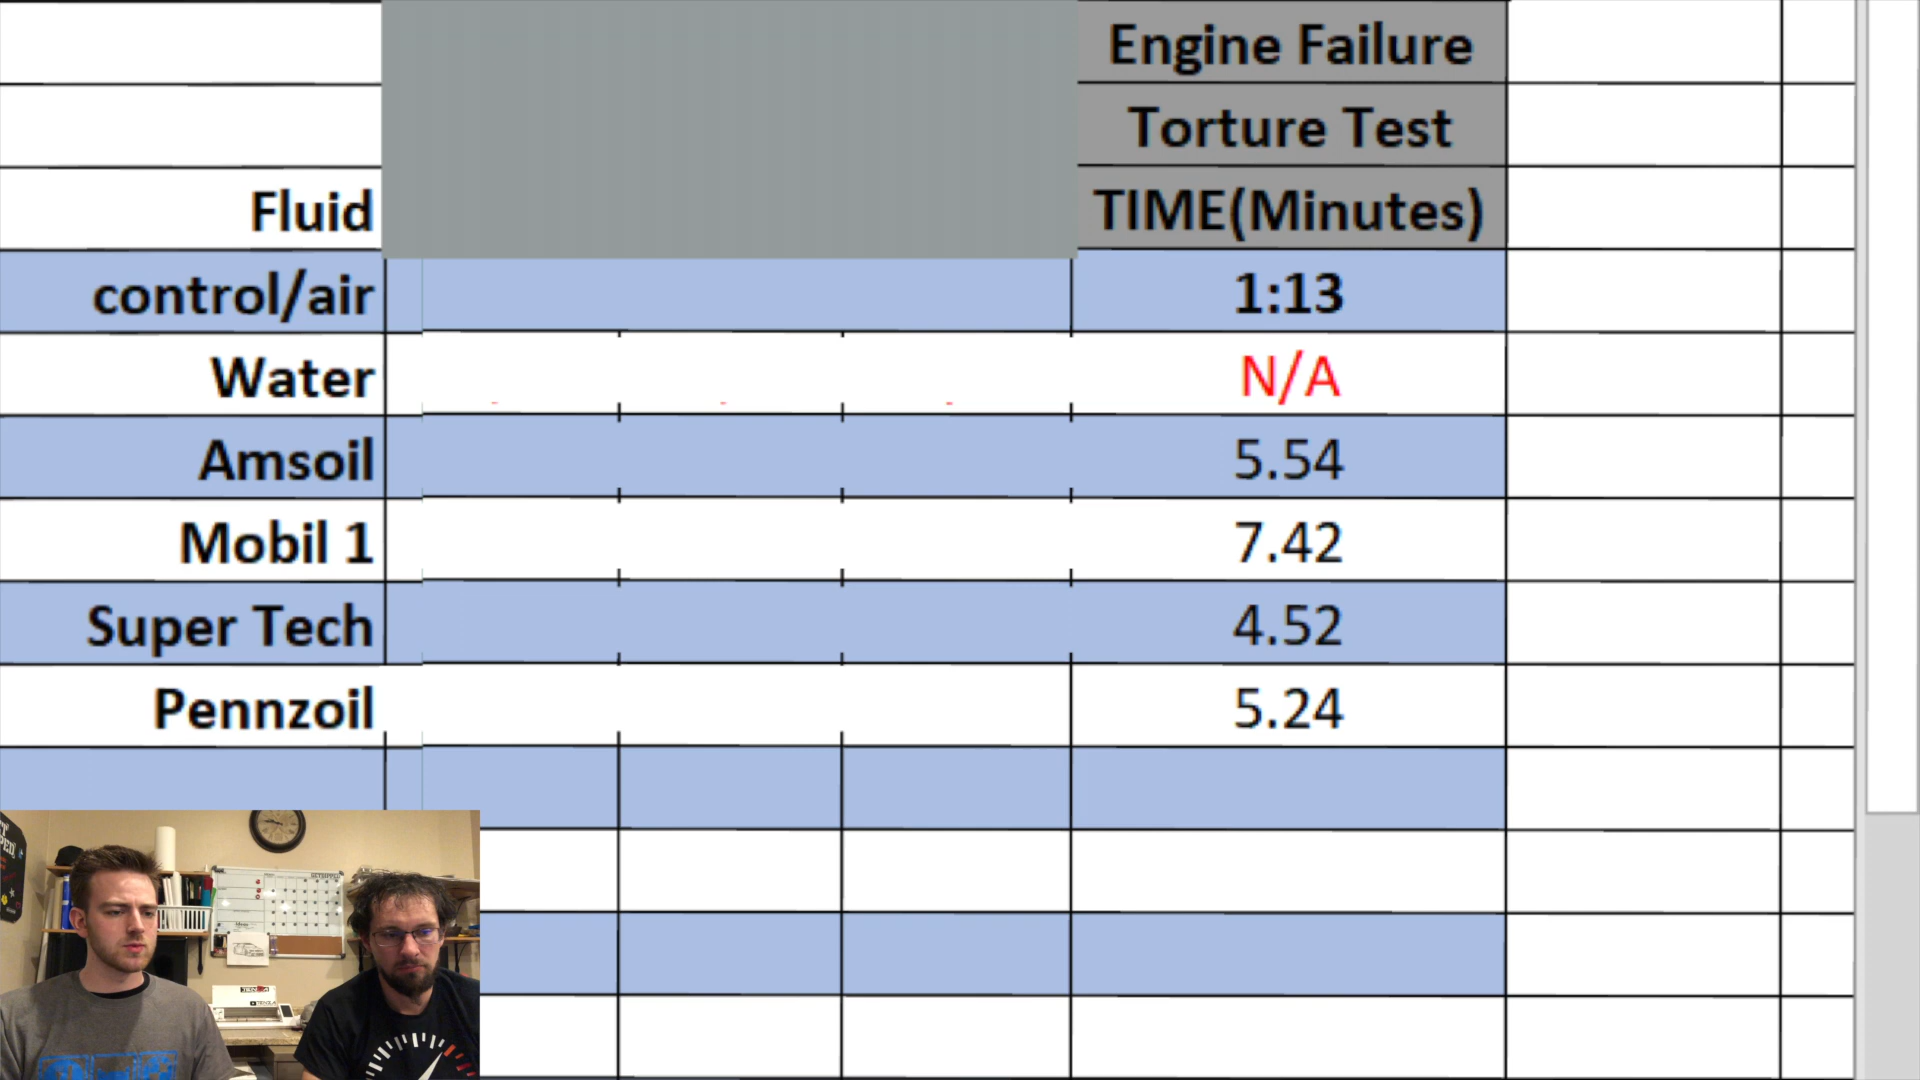 Engine Failure
Torture Test
Fluid TIME(Minutes)
control/air 1:13
Water N/A
Amsoil 5.54
Mobil 1 7.42
Super Tech 4.52
Pennzoil 5.24